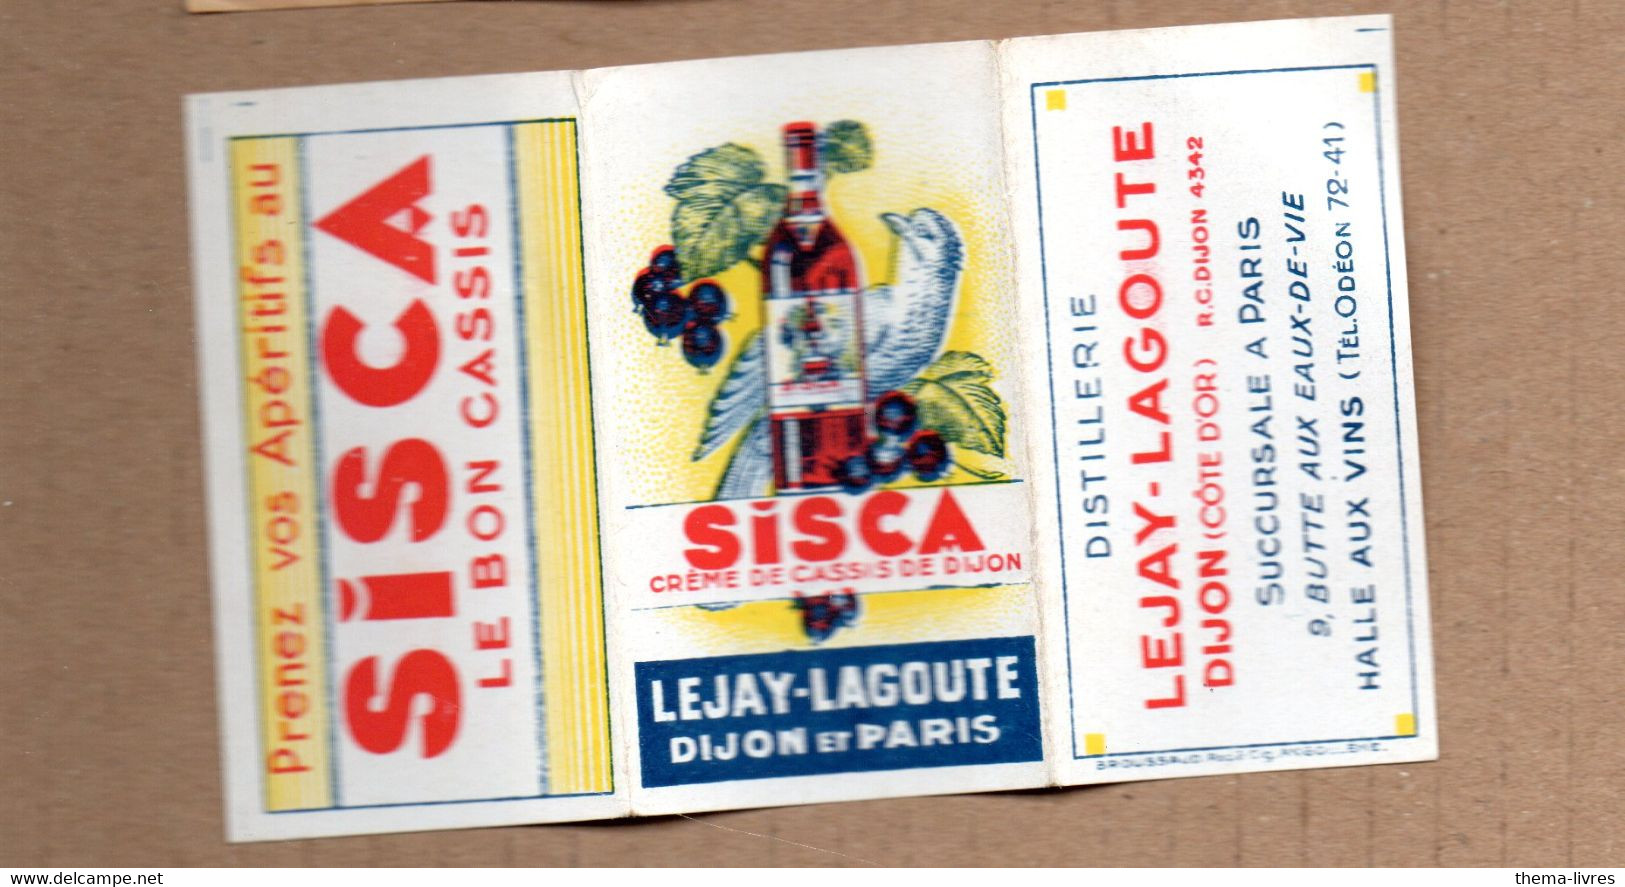 Prenez vos Apéritifs au
SiSCA
LE BON CASSIS
SiSCA
CRÈME DE CASSIS DE DIJON
LEJAY-LAGOUTE
DIJON ET PARIS
DISTILLERIE
LEJAY-LAGOUTE
DIJON (CÔTE D'OR) R.C.DIJON 4342
SUCCURSALE A PARIS
9, BUTTE AUX EAUX-DE-VIE
HALLE AUX VINS (TÉL.ODÉON 72-41)
BROUSSAUD
delcampe.net
thema-livres